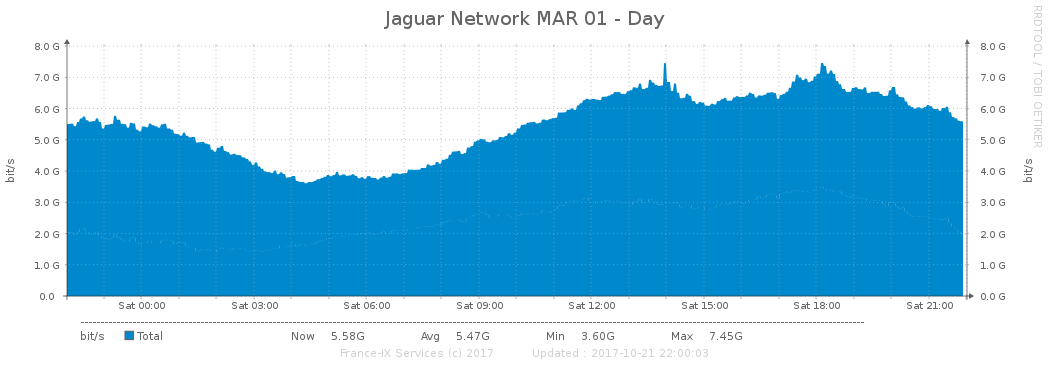 Jaguar Network MAR 01 - Day
RRDTOOL / TOBI OETIKER
8.0 G 8.0 G
7.0 G 7.0 G
6.0 G 6.0 G
5.0 G 5.0 G
4.0 G 4.0 G
3.0 G 3.0 G
2.0 G 2.0 G
1.0 G 1.0 G
0.0 0.0 G
bit/s
bit/s
Sat 00:00 Sat 03:00 Sat 06:00 Sat 09:00 Sat 12:00 Sat 15:00 Sat 18:00 Sat 21:00
bit/s Total Now 5.58G Avg 5.47G Min 3.60G Max 7.45G
France-IX Services (c) 2017 Updated : 2017-10-21 22:00:03